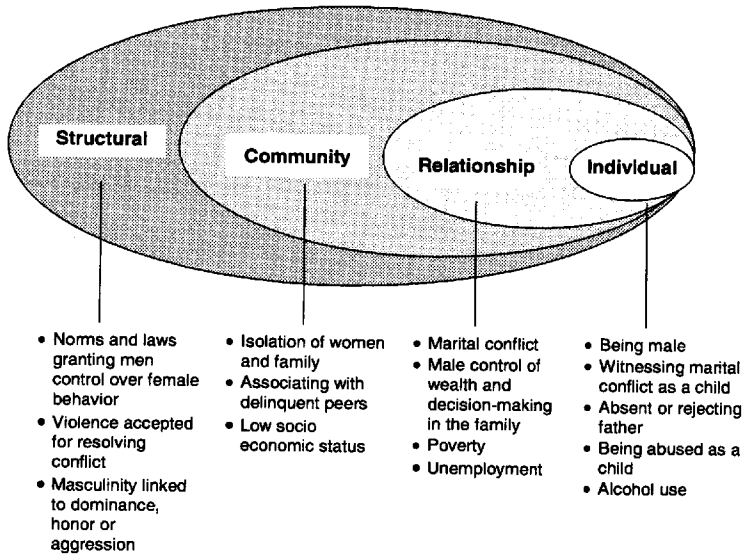 Structural
Community
Relationship
Individual
• Norms and laws
granting men
control over female
behavior
• Violence accepted
for resolving
conflict
• Masculinity linked
to dominance,
honor or
aggression
• Isolation of women
and family
• Associating with
delinquent peers
• Low socio
economic status
• Marital conflict
• Male control of
wealth and
decision-making
in the family
• Poverty
• Unemployment
• Being male
• Witnessing marital
conflict as a child
• Absent or rejecting
father
• Being abused as a
child
• Alcohol use